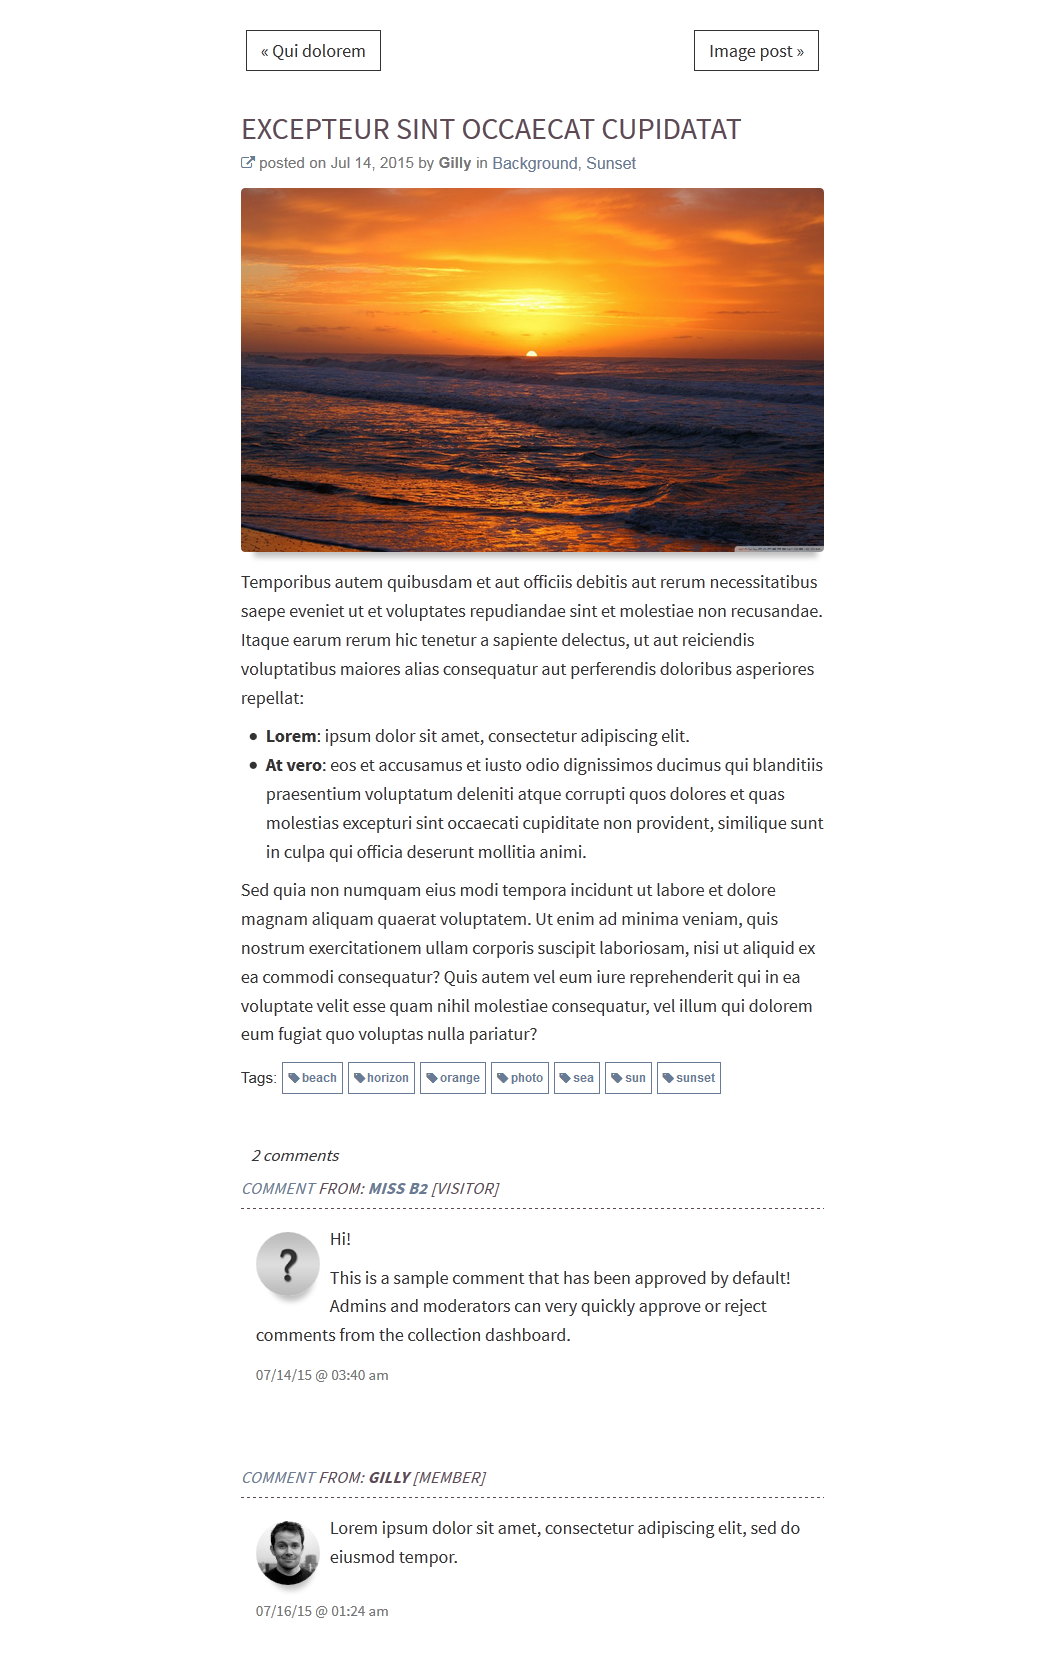 « Qui dolorem
Image post »
EXCEPTEUR SINT OCCAECAT CUPIDATAT
posted on Jul 14, 2015 by Gilly in Background, Sunset
Temporibus autem quibusdam et aut officiis debitis aut rerum necessitatibus
saepe eveniet ut et voluptates repudiandae sint et molestiae non recusandae.
Itaque earum rerum hic tenetur a sapiente delectus, ut aut reiciendis
voluptatibus maiores alias consequatur aut perferendis doloribus asperiores
repellat:
● Lorem: ipsum dolor sit amet, consectetur adipiscing elit.
● At vero: eos et accusamus et iusto odio dignissimos ducimus qui blanditiis
praesentium voluptatum deleniti atque corrupti quos dolores et quas
molestias excepturi sint occaecati cupiditate non provident, similique sunt
in culpa qui officia deserunt mollitia animi.
Sed quia non numquam eius modi tempora incidunt ut labore et dolore
magnam aliquam quaerat voluptatem. Ut enim ad minima veniam, quis
nostrum exercitationem ullam corporis suscipit laboriosam, nisi ut aliquid ex
ea commodi consequatur? Quis autem vel eum iure reprehenderit qui in ea
voluptate velit esse quam nihil molestiae consequatur, vel illum qui dolorem
eum fugiat quo voluptas nulla pariatur?
Tags: beach horizon orange photo sea sun sunset
2 comments
COMMENT FROM: MISS B2 [VISITOR]
?
Hi!
This is a sample comment that has been approved by default!
Admins and moderators can very quickly approve or reject
comments from the collection dashboard.
07/14/15 @ 03:40 am
COMMENT FROM: GILLY [MEMBER]
Lorem ipsum dolor sit amet, consectetur adipiscing elit, sed do
eiusmod tempor.
07/16/15 @ 01:24 am